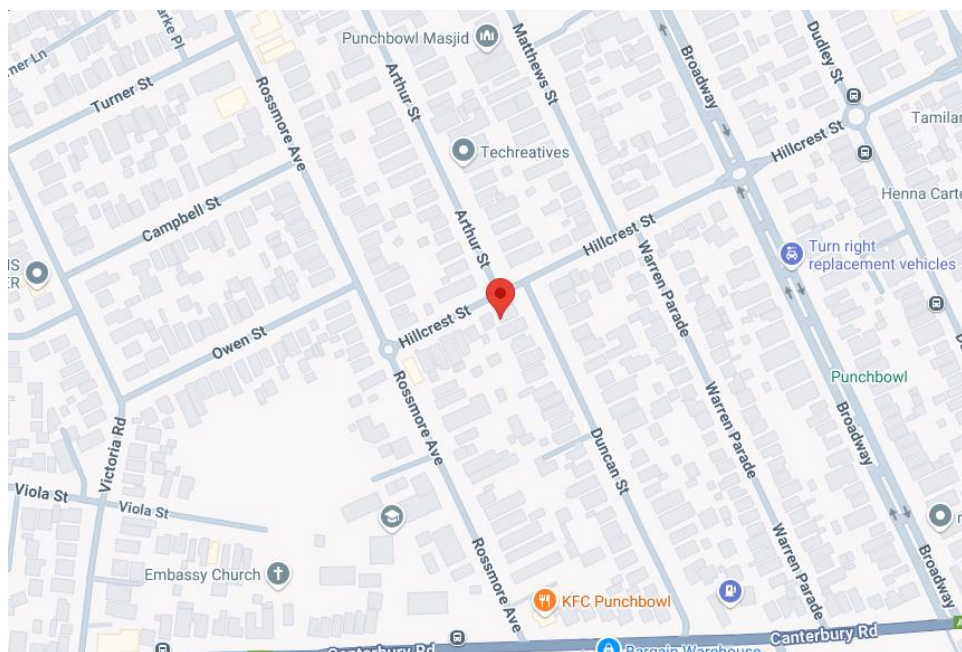 Punchbowl Masjid
Matthews St
Broadway
Dudley St
Turner St
Rossmore Ave
Arthur St
Tamilan
Hillcrest St
Techreatives
Henna Carte
Campbell St
Arthur St
Hillcrest St
Warren Parade
Turn right
replacement vehicles
Owen St
Hillcrest St
Punchbowl
Victoria Rd
Rossmore Ave
Warren Parade
Broadway
Duncan St
Viola St
Viola St
Embassy Church
Rossmore Ave
KFC Punchbowl
Warren Parade
Broadway
Canterbury Rd
Canterbury Rd
Bargain Warehouse